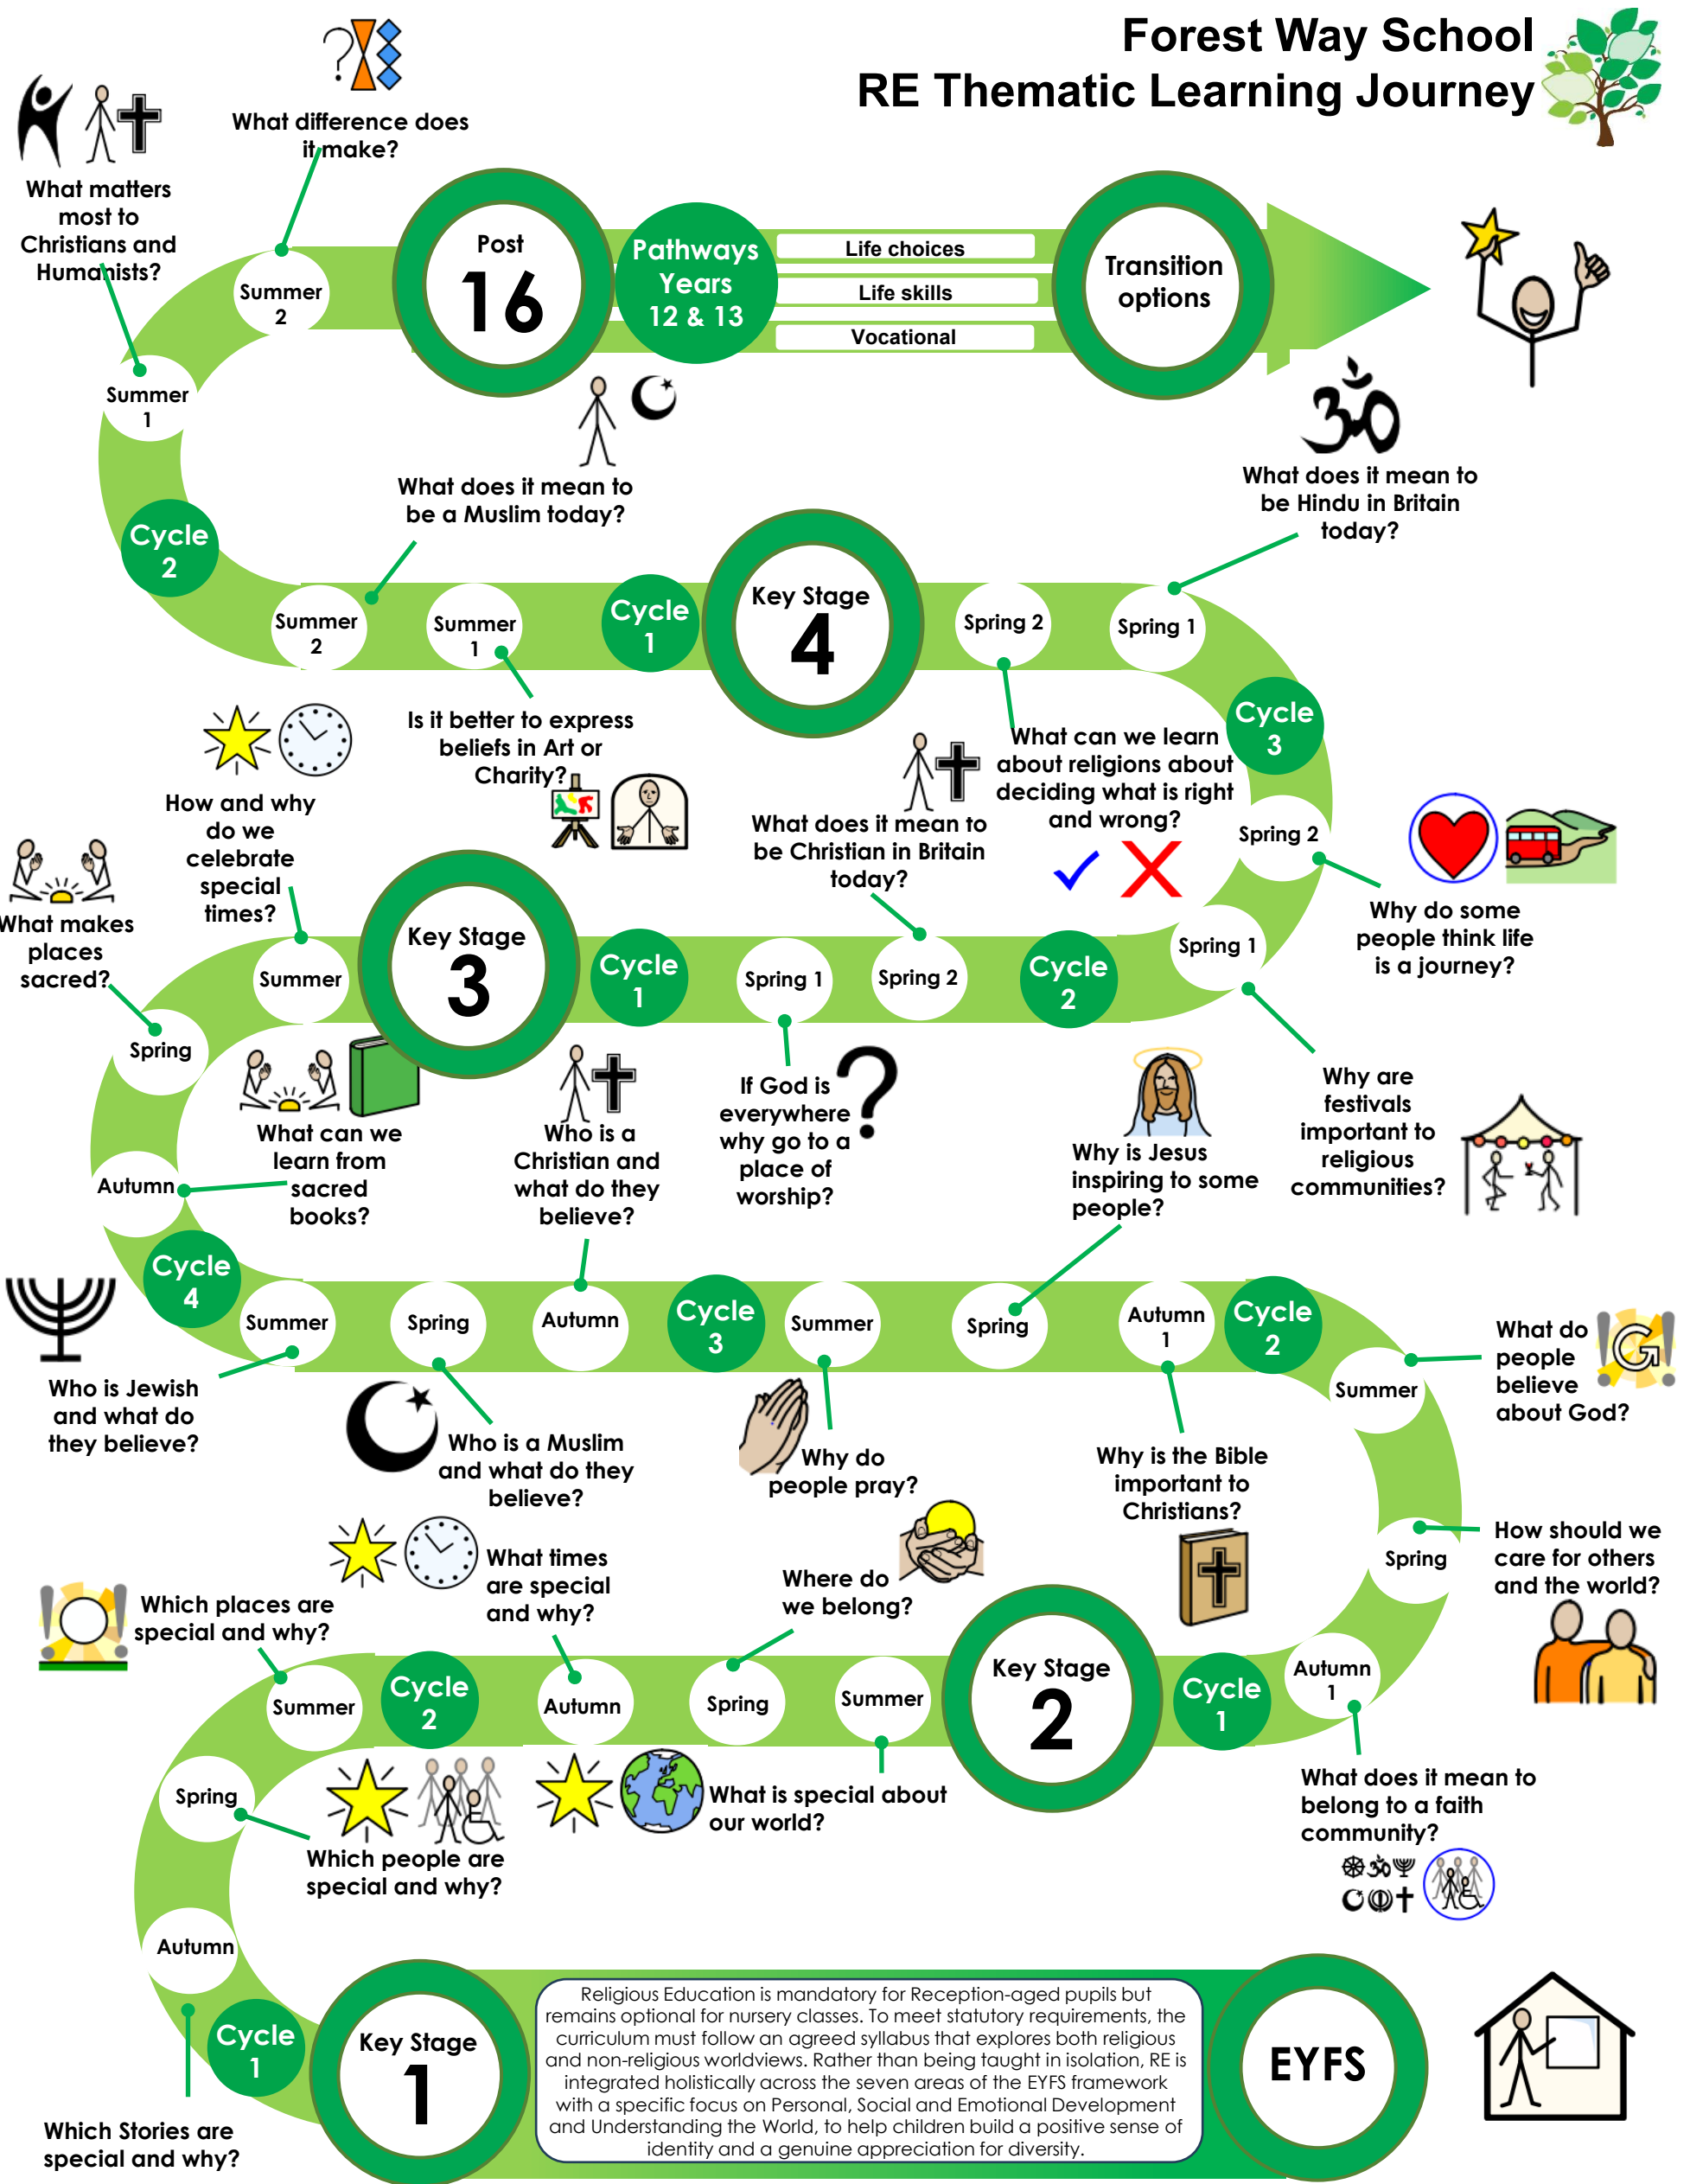 Forest Way School
RE Thematic Learning Journey
What difference does
it make?
What matters
most to
Christians and
Humanists?
Summer
2
Post
16
Pathways
Years
12 & 13
Life choices
Life skills
Vocational
Transition
options
Summer
1
What does it mean to
be a Muslim today?
What does it mean to
be Hindu in Britain
today?
Cycle
2
Summer
2
Summer
1
Cycle
1
Key Stage
4
Spring 2
Spring 1
Is it better to express
beliefs in Art or
Charity?
Cycle
3
What can we learn
about religions about
deciding what is right
and wrong?
How and why
do we
celebrate
special
times?
What does it mean to
be Christian in Britain
today?
Spring 2
Why do some
people think life
is a journey?
What makes
places
sacred?
Summer
Key Stage
3
Cycle
1
Spring 1
Spring 2
Cycle
2
Spring 1
Spring
What can we
learn from
sacred
books?
Who is a
Christian and
what do they
believe?
If God is
everywhere
why go to a
place of
worship?
Why is Jesus
inspiring to some
people?
Why are
festivals
important to
religious
communities?
Autumn
Cycle
4
Summer
Spring
Autumn
Cycle
3
Summer
Spring
Autumn
1
Cycle
2
What do
people
believe
about God?
G
Summer
Who is Jewish
and what do
they believe?
Who is a Muslim
and what do they
believe?
Why do
people pray?
Why is the Bible
important to
Christians?
Spring
How should we
care for others
and the world?
Which places are
special and why?
What times
are special
and why?
Where do
we belong?
Summer
Cycle
2
Autumn
Spring
Summer
Key Stage
2
Cycle
1
Autumn
1
Spring
Which people are
special and why?
What is special about
our world?
What does it mean to
belong to a faith
community?
Autumn
Cycle
1
Key Stage
1
Religious Education is mandatory for Reception-aged pupils but
remains optional for nursery classes. To meet statutory requirements, the
curriculum must follow an agreed syllabus that explores both religious
and non-religious worldviews. Rather than being taught in isolation, RE is
integrated holistically across the seven areas of the EYFS framework
with a specific focus on Personal, Social and Emotional Development
and Understanding the World, to help children build a positive sense of
identity and a genuine appreciation for diversity.
EYFS
Which Stories are
special and why?